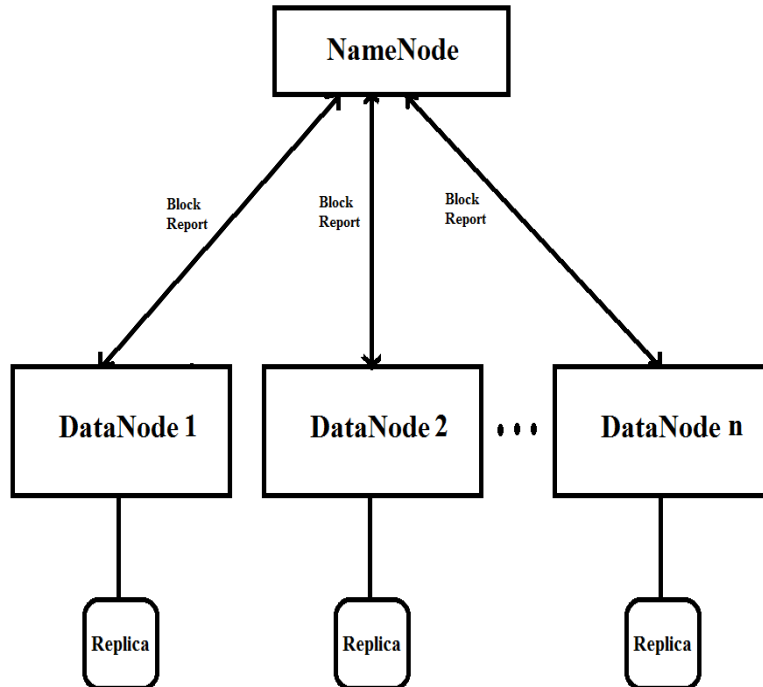 NameNode
Block
Report
Block
Report
Block
Report
DataNode 1
DataNode 2
...
DataNode n
Replica
Replica
Replica